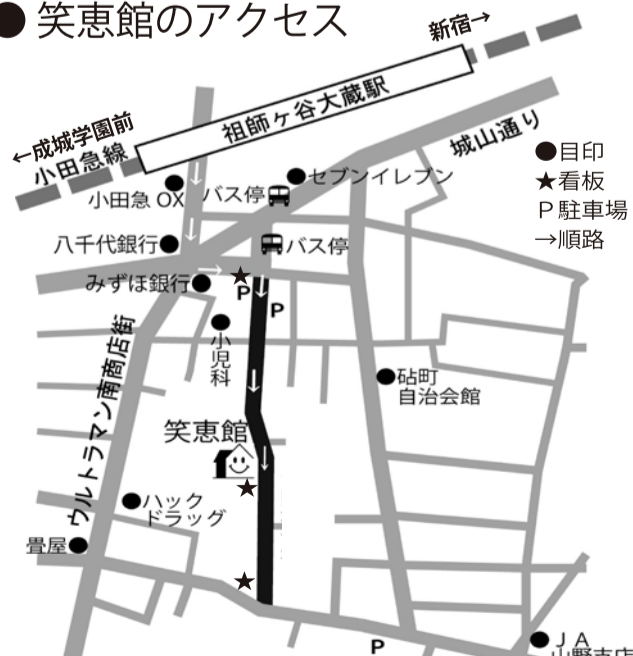 ● 笑恵館のアクセス
新宿→
祖師ヶ谷大蔵駅
←成城学園前
小田急線
城山通り
●目印
★看板
P駐車場
→順路
セブンイレブン
小田急 OX
バス停
八千代銀行
バス停
みずほ銀行
P
P
小児科
ウルトラマン南商店街
砧町
自治会館
笑恵館
ハック
ドラッグ
畳屋
P
JA